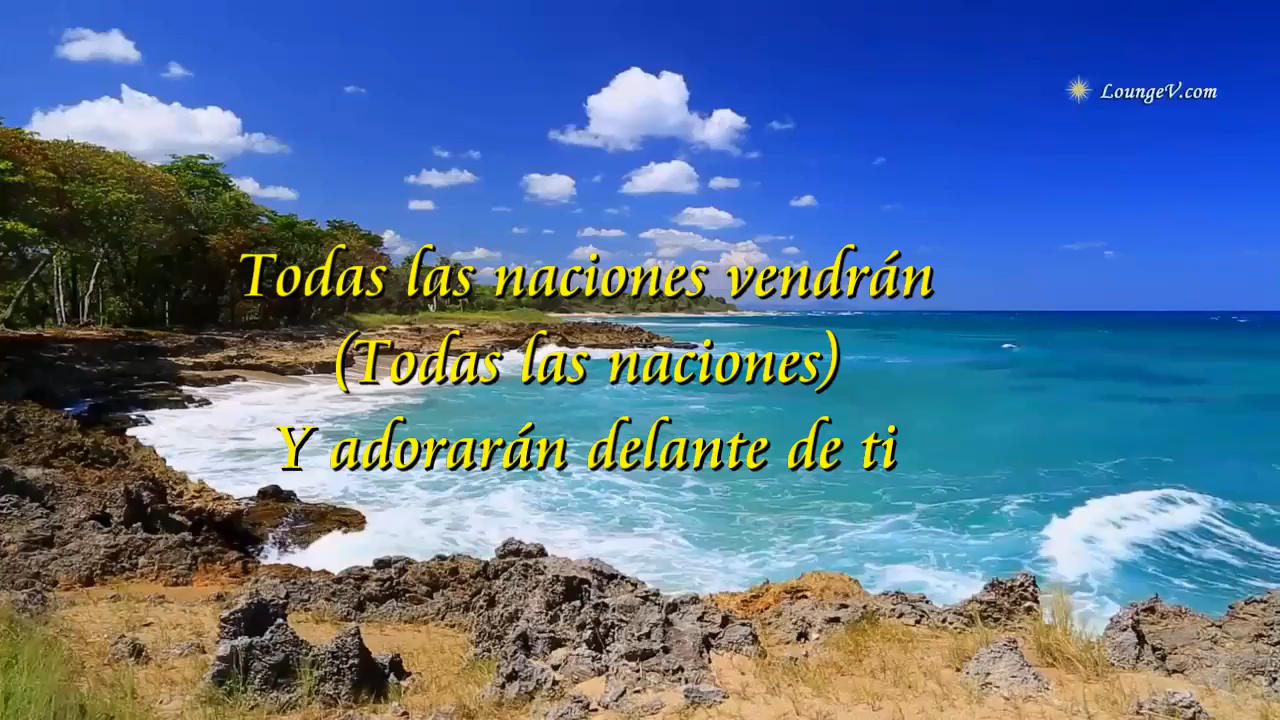 LoungeV.com
Todas las naciones vendrán
(Todas las naciones)
Y adorarán delante de ti